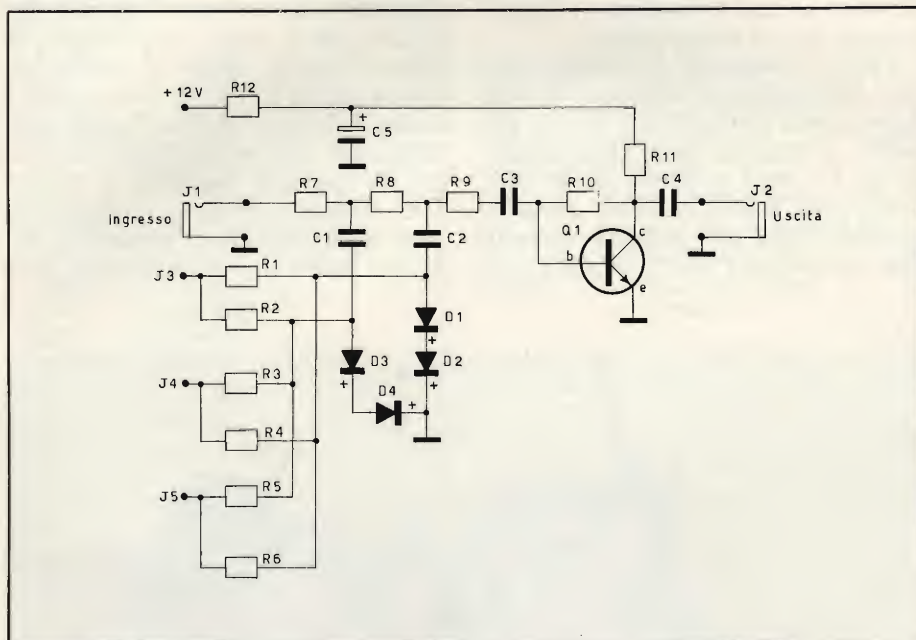 +12V
R12
+
C5
R11
J1
R7
R8
R9
C3
R10
C4
J2
Ingresso
Uscita
C1
C2
Q1
c
b
e
J3
R1
R2
D1
+
D3
D2
+
+
J4
R3
D4
+
R4
J5
R5
R6